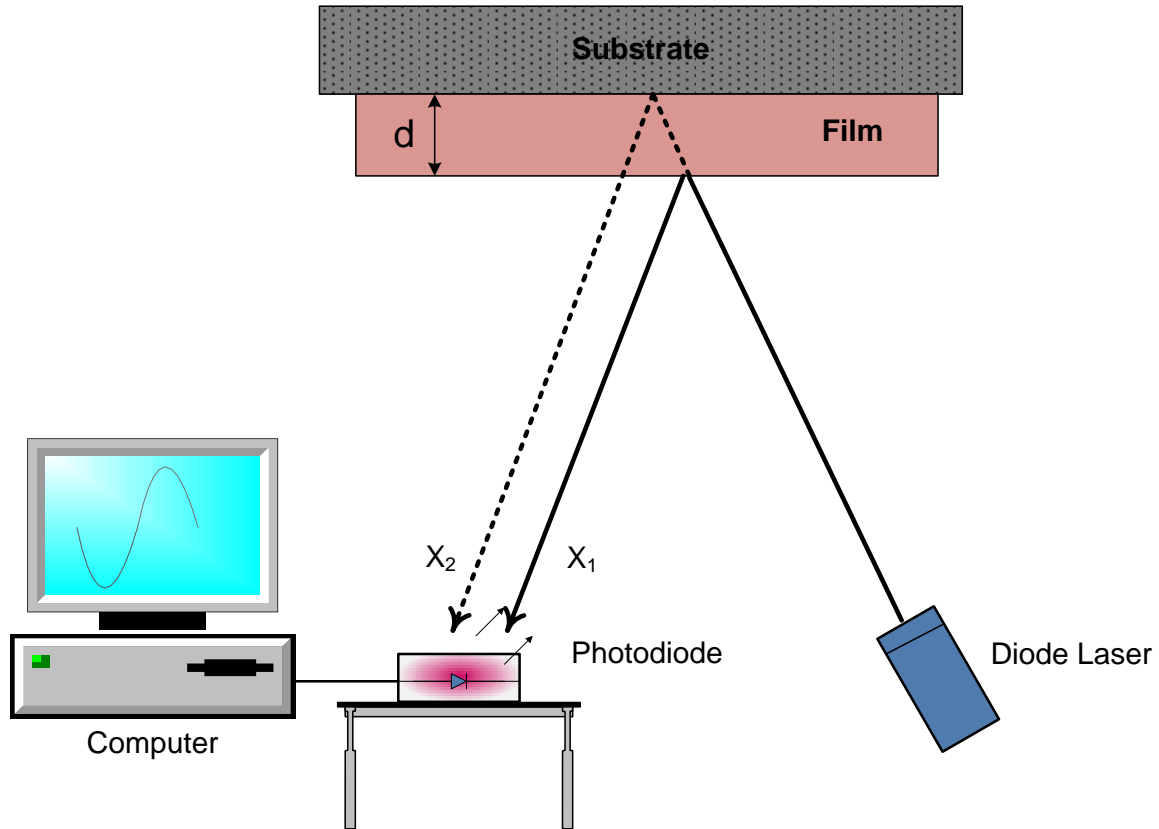 Substrate
d
Film
X₂
X₁
Photodiode
Diode Laser
Computer